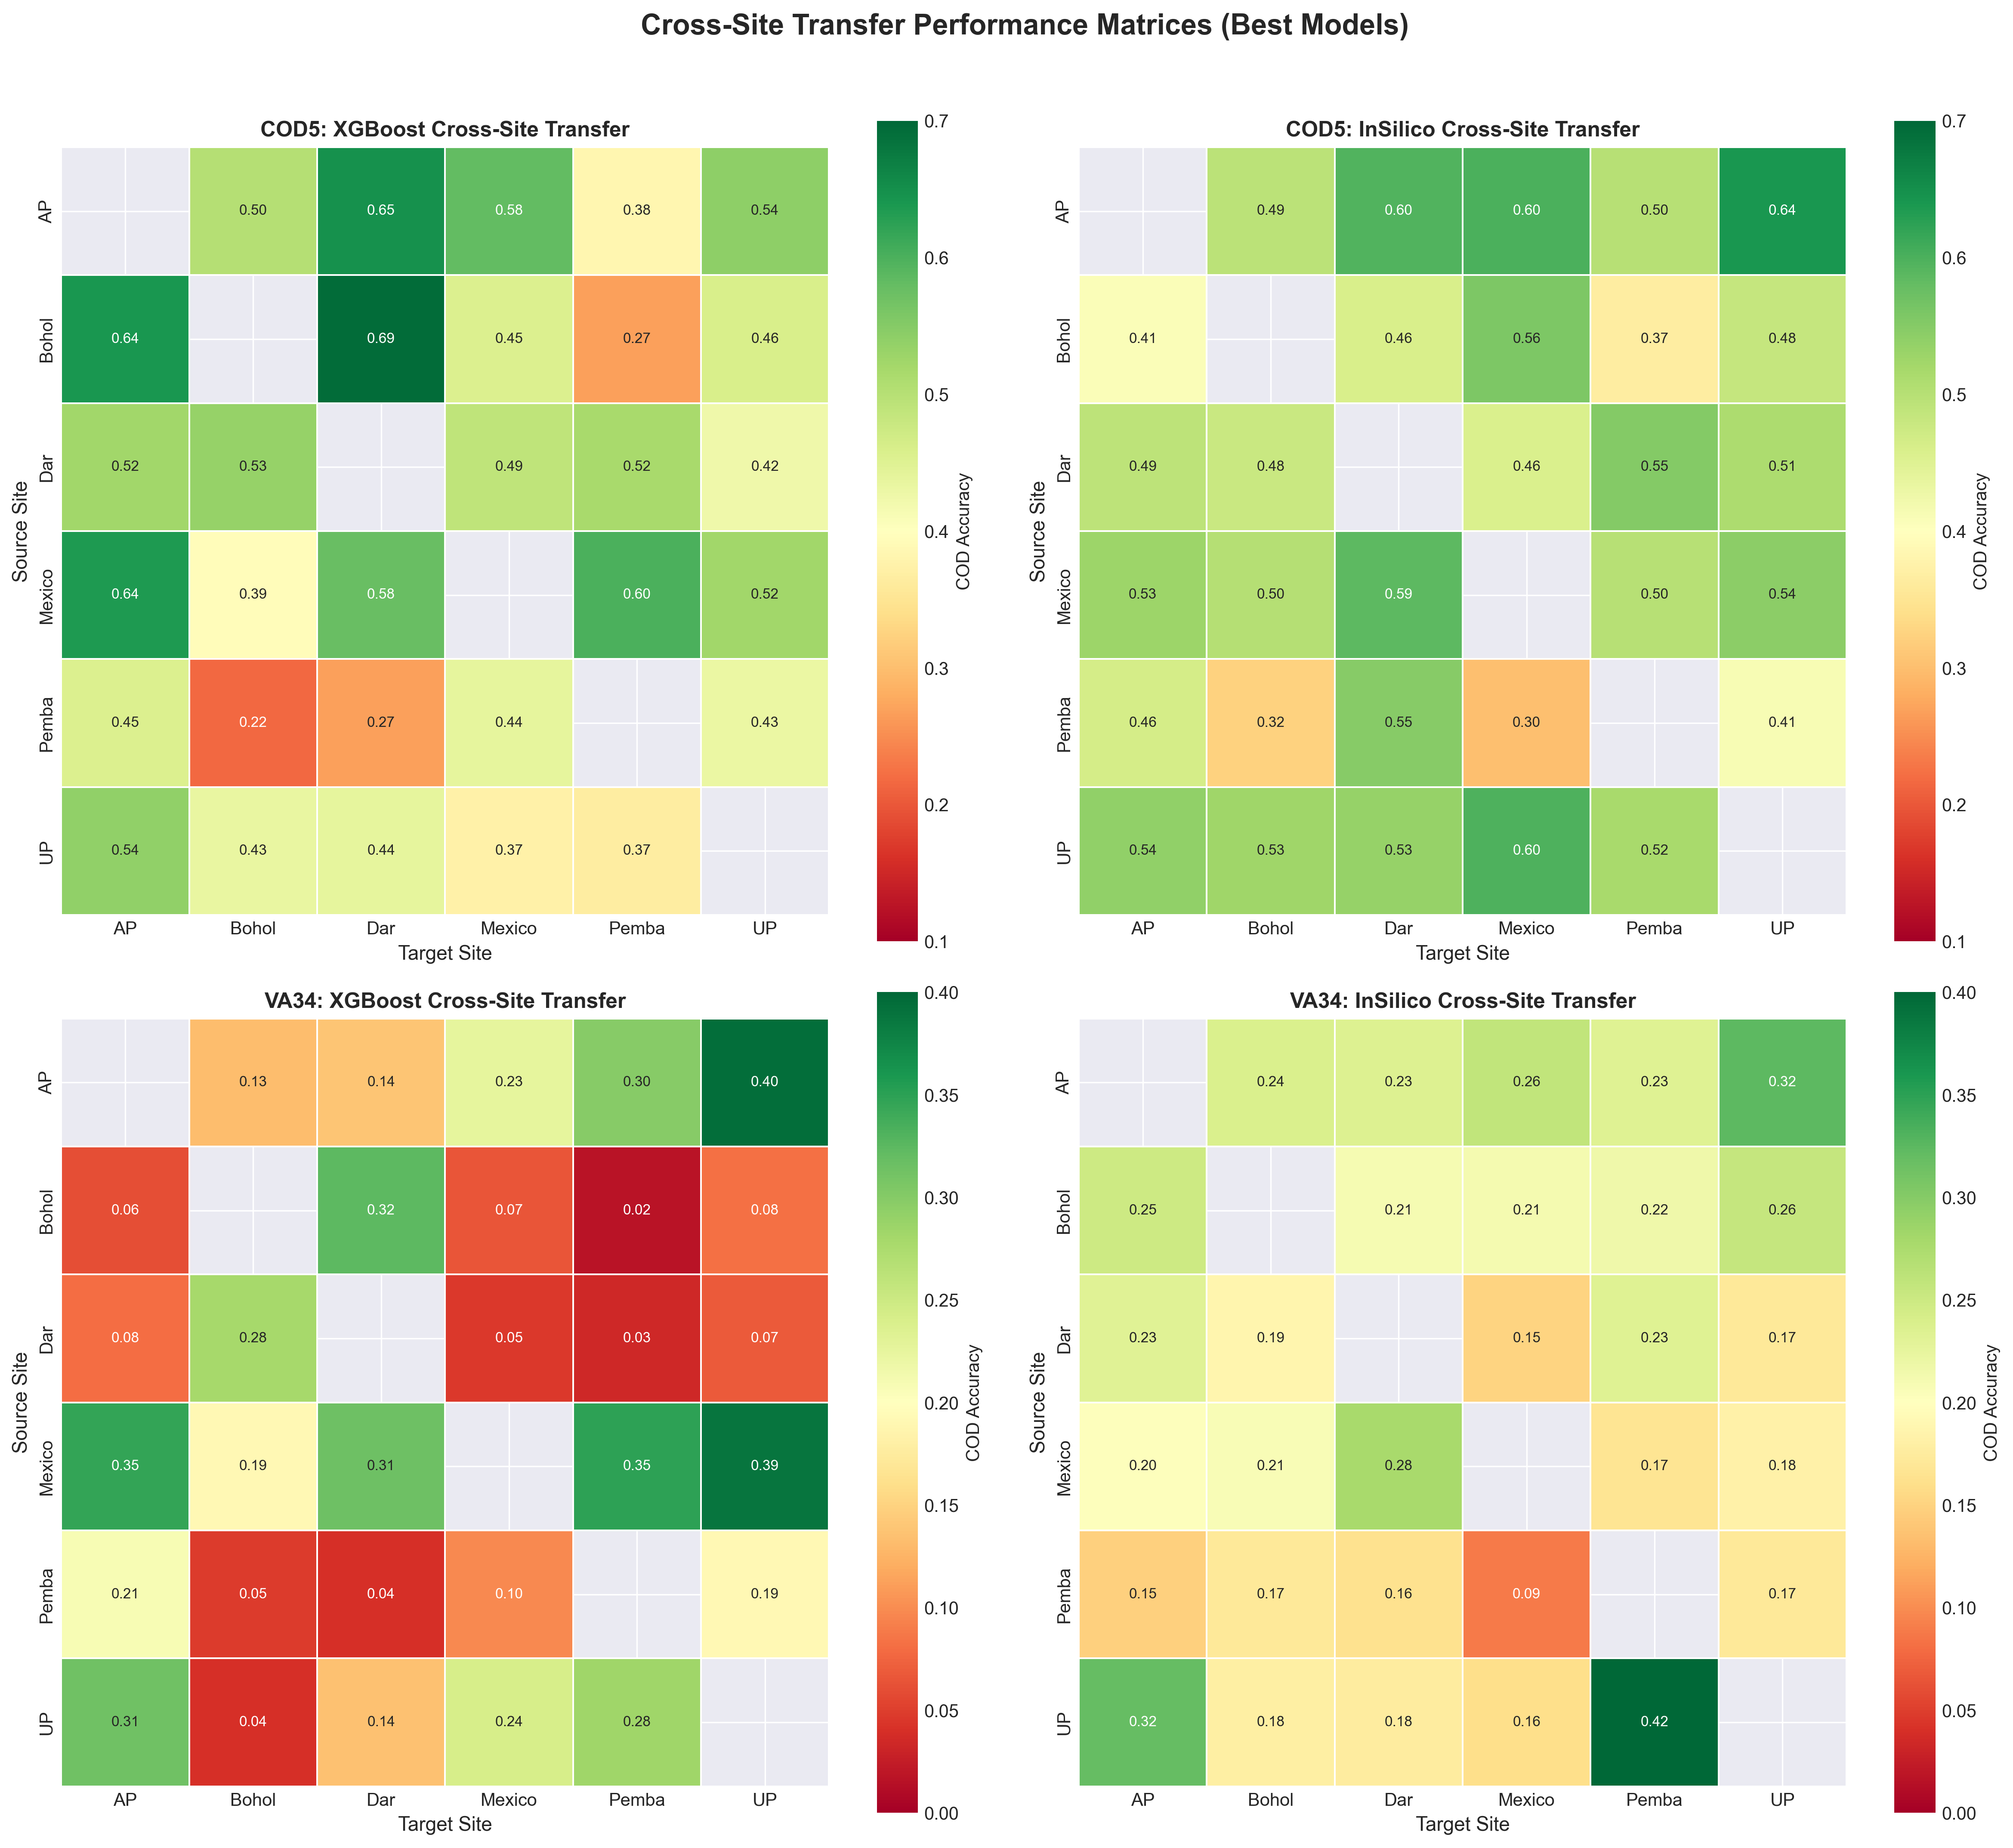 Cross-Site Transfer Performance Matrices (Best Models)
COD5: XGBoost Cross-Site Transfer
Source Site
AP 0.50 0.65 0.58 0.38 0.54
Bohol 0.64 0.69 0.45 0.27 0.46
Dar 0.52 0.53 0.49 0.52 0.42
Mexico 0.64 0.39 0.58 0.60 0.52
Pemba 0.45 0.22 0.27 0.44 0.43
UP 0.54 0.43 0.44 0.37 0.37
AP Bohol Dar Mexico Pemba UP
Target Site
0.7
0.6
0.5
0.4
0.3
0.2
0.1
COD Accuracy
COD5: InSilico Cross-Site Transfer
Source Site
AP 0.49 0.60 0.60 0.50 0.64
Bohol 0.41 0.46 0.56 0.37 0.48
Dar 0.49 0.48 0.46 0.55 0.51
Mexico 0.53 0.50 0.59 0.50 0.54
Pemba 0.46 0.32 0.55 0.30 0.41
UP 0.54 0.53 0.53 0.60 0.52
AP Bohol Dar Mexico Pemba UP
Target Site
0.7
0.6
0.5
0.4
0.3
0.2
0.1
COD Accuracy
VA34: XGBoost Cross-Site Transfer
Source Site
AP 0.13 0.14 0.23 0.30 0.40
Bohol 0.06 0.32 0.07 0.02 0.08
Dar 0.08 0.28 0.05 0.03 0.07
Mexico 0.35 0.19 0.31 0.35 0.39
Pemba 0.21 0.05 0.04 0.10 0.19
UP 0.31 0.04 0.14 0.24 0.28
AP Bohol Dar Mexico Pemba UP
Target Site
0.40
0.35
0.30
0.25
0.20
0.15
0.10
0.05
0.00
COD Accuracy
VA34: InSilico Cross-Site Transfer
Source Site
AP 0.24 0.23 0.26 0.23 0.32
Bohol 0.25 0.21 0.21 0.22 0.26
Dar 0.23 0.19 0.15 0.23 0.17
Mexico 0.20 0.21 0.28 0.17 0.18
Pemba 0.15 0.17 0.16 0.09 0.17
UP 0.32 0.18 0.18 0.16 0.42
AP Bohol Dar Mexico Pemba UP
Target Site
0.40
0.35
0.30
0.25
0.20
0.15
0.10
0.05
0.00
COD Accuracy